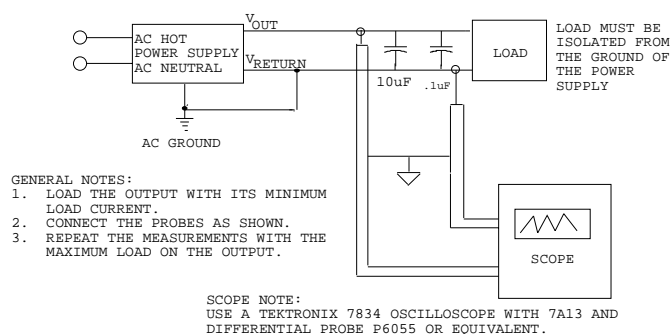 V OUT
AC HOT
POWER SUPPLY
AC NEUTRAL
V RETURN
10uF
.1uF
LOAD
LOAD MUST BE
ISOLATED FROM
THE GROUND OF
THE POWER
SUPPLY
AC GROUND
GENERAL NOTES:
1. LOAD THE OUTPUT WITH ITS MINIMUM
LOAD CURRENT.
2. CONNECT THE PROBES AS SHOWN.
3. REPEAT THE MEASUREMENTS WITH THE
MAXIMUM LOAD ON THE OUTPUT.
SCOPE
SCOPE NOTE:
USE A TEKTRONIX 7834 OSCILLOSCOPE WITH 7A13 AND
DIFFERENTIAL PROBE P6055 OR EQUIVALENT.